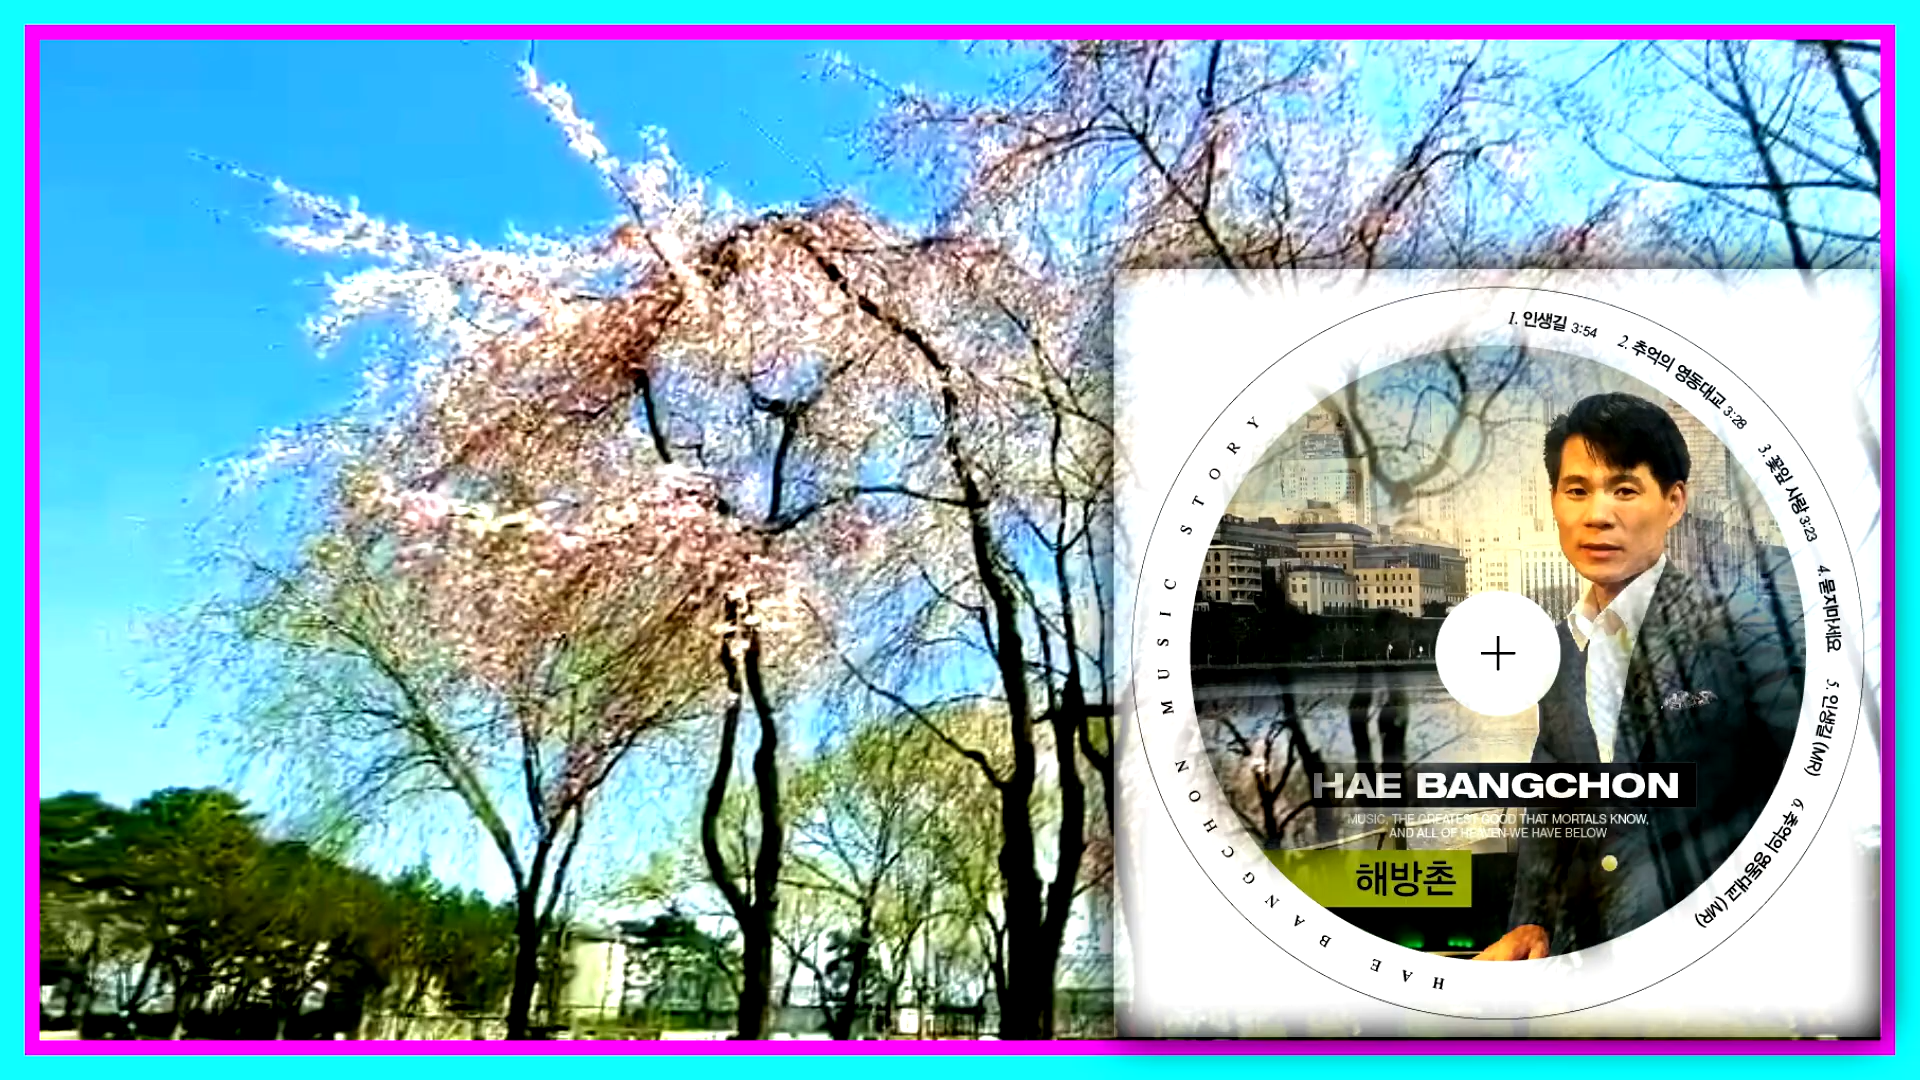 1. 인생길 3:54
2. 추억의 영동대교 3:28
3. 꽃잎 사랑 3:23
4. 묻지마세요
5. 인생길 (MR)
6. 추억의 영동대교 (MR)
HAE BANGCHON MUSIC STORY
HAE BANGCHON
MUSIC, THE GREATEST GOOD THAT MORTALS KNOW,
AND ALL OF HEAVEN WE HAVE BELOW
해방촌